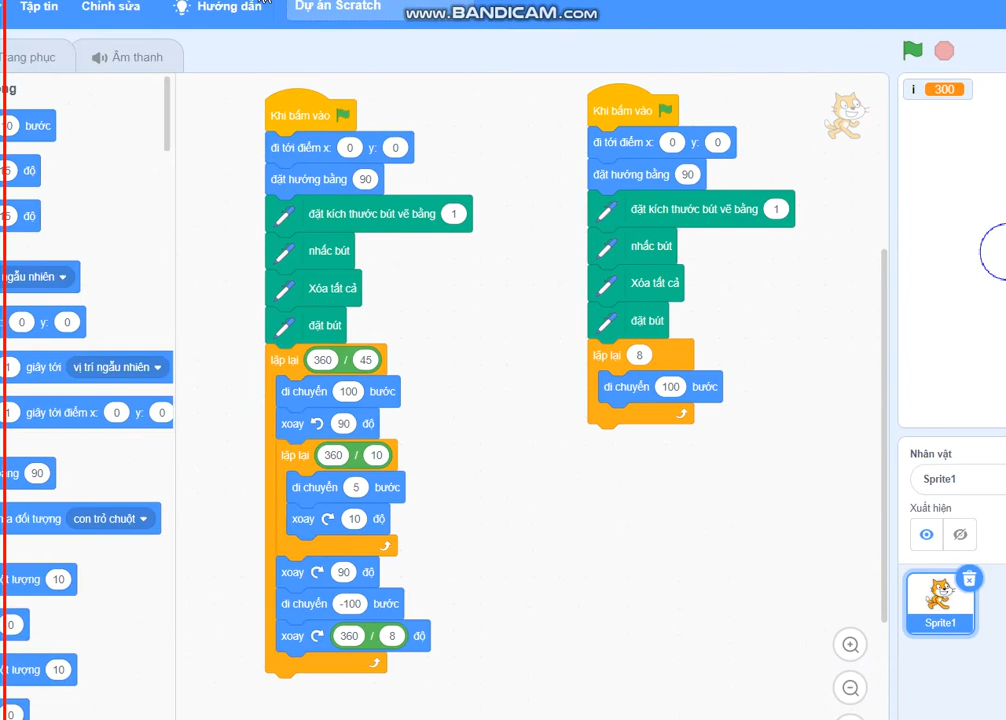 Tập tin Chỉnh sửa Hướng dẫn Dự án Scratch
www.BANDICAM.com
trang phục Âm thanh
bước
độ
độ
ngẫu nhiên
0 y: 0
giây tới vị trí ngẫu nhiên
giây tới điểm x: 0 y: 0
90
đối tượng con trỏ chuột
lượng 10
lượng 10
Khi bấm vào
đi tới điểm x: 0 y: 0
đặt hướng bằng 90
đặt kích thước bút vẽ bằng 1
nhấc bút
Xóa tất cả
đặt bút
lặp lại 360 / 45
di chuyển 100 bước
xoay 90 độ
lặp lại 360 / 10
di chuyển 5 bước
xoay 10 độ
xoay 90 độ
di chuyển -100 bước
xoay 360 / 8 độ
Khi bấm vào
đi tới điểm x: 0 y: 0
đặt hướng bằng 90
đặt kích thước bút vẽ bằng 1
nhấc bút
Xóa tất cả
đặt bút
lặp lại 8
di chuyển 100 bước
i 300
Nhân vật
Sprite1
Xuất hiện
Sprite1